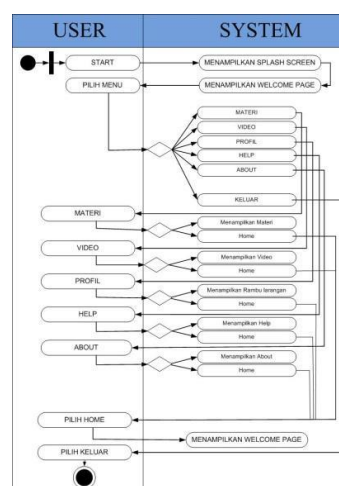 USER
SYSTEM
START
MENAMPILKAN SPLASH SCREEN
PILIH MENU
MENAMPILKAN WELCOME PAGE
MATERI
VIDEO
PROFIL
HELP
ABOUT
KELUAR
MATERI
Menampilkan Materi
Home
VIDEO
Menampilkan Video
Home
PROFIL
Menampilkan Rambu larangan
Home
HELP
Menampilkan Help
Home
ABOUT
Menampilkan About
Home
PILIH HOME
MENAMPILKAN WELCOME PAGE
PILIH KELUAR